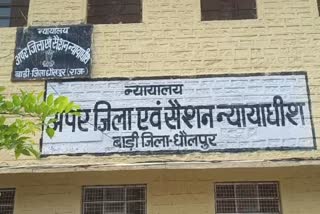 न्यायालय
अपर जिला एवं सैशन न्यायाधीश
बाड़ी-जिला धौलपुर (राज॰)
न्यायालय
अपर ज़िला एवं सैशन न्यायाधीश
बाड़ी ज़िला-धौलपुर